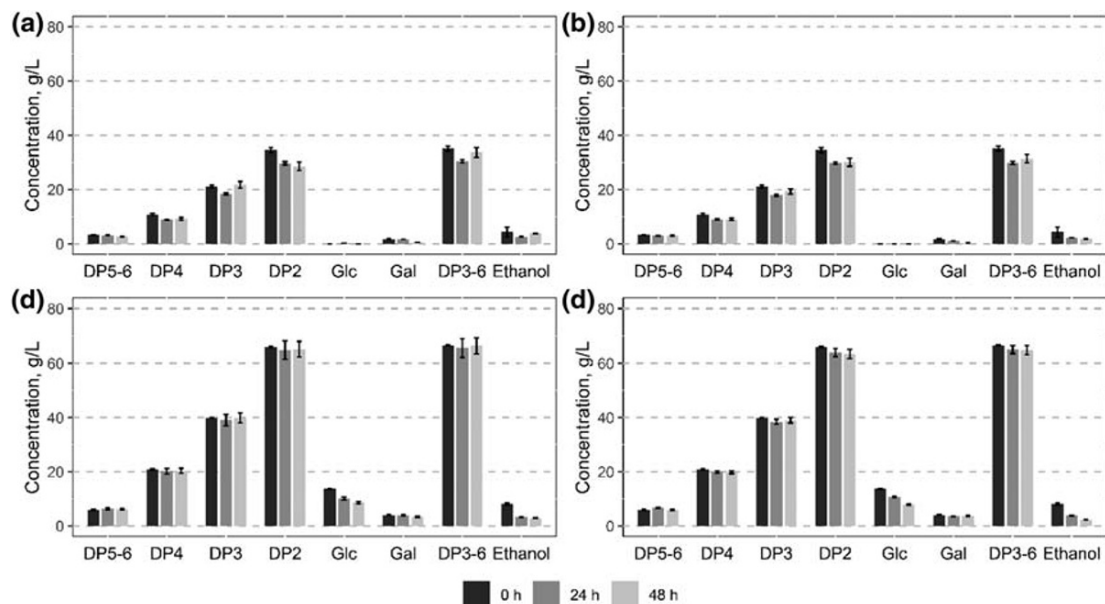 (a) (b)
80 80
60 60
40 40
20 20
0 0
Concentration, g/L Concentration, g/L
DP5-6 DP4 DP3 DP2 Glc Gal DP3-6 Ethanol DP5-6 DP4 DP3 DP2 Glc Gal DP3-6 Ethanol
(d) (d)
80 80
60 60
40 40
20 20
0 0
Concentration, g/L Concentration, g/L
DP5-6 DP4 DP3 DP2 Glc Gal DP3-6 Ethanol DP5-6 DP4 DP3 DP2 Glc Gal DP3-6 Ethanol
0 h 24 h 48 h